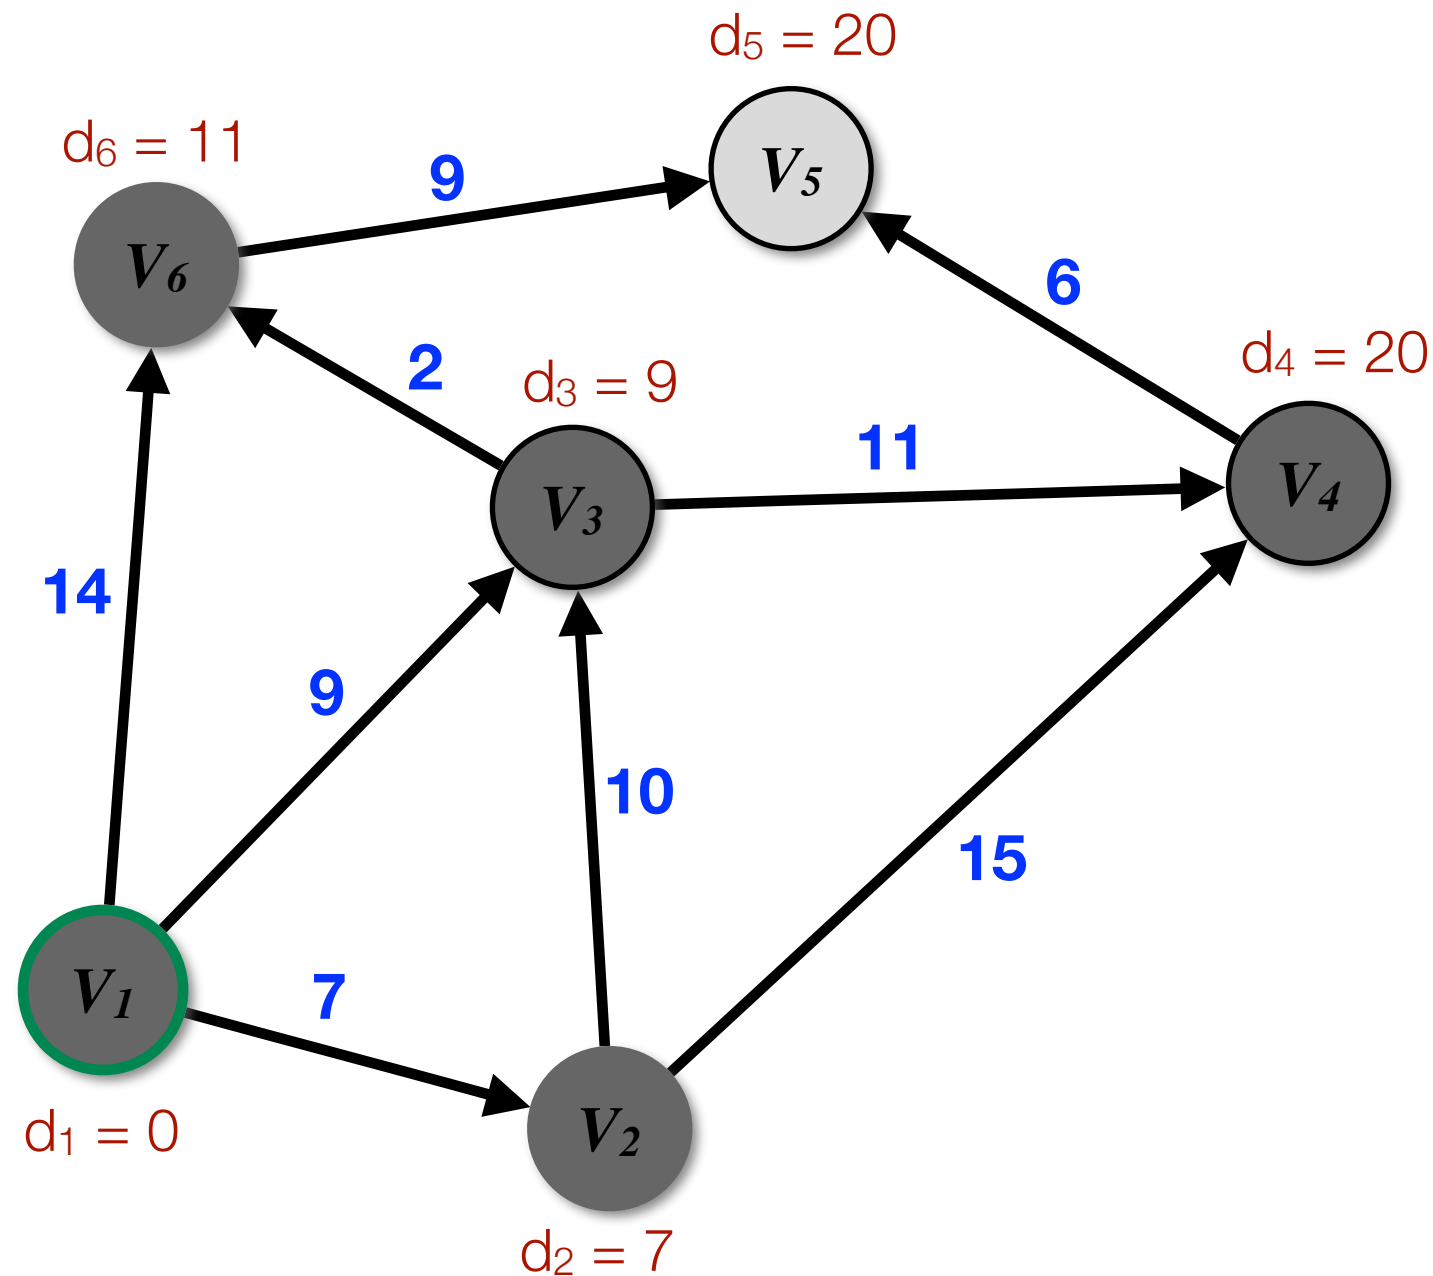 d₅ = 20
V₅
d₆ = 11
9
V₆
6
d₄ = 20
2
d₃ = 9
11
V₄
V₃
14
9
10
15
V₁
7
d₁ = 0
V₂
d₂ = 7